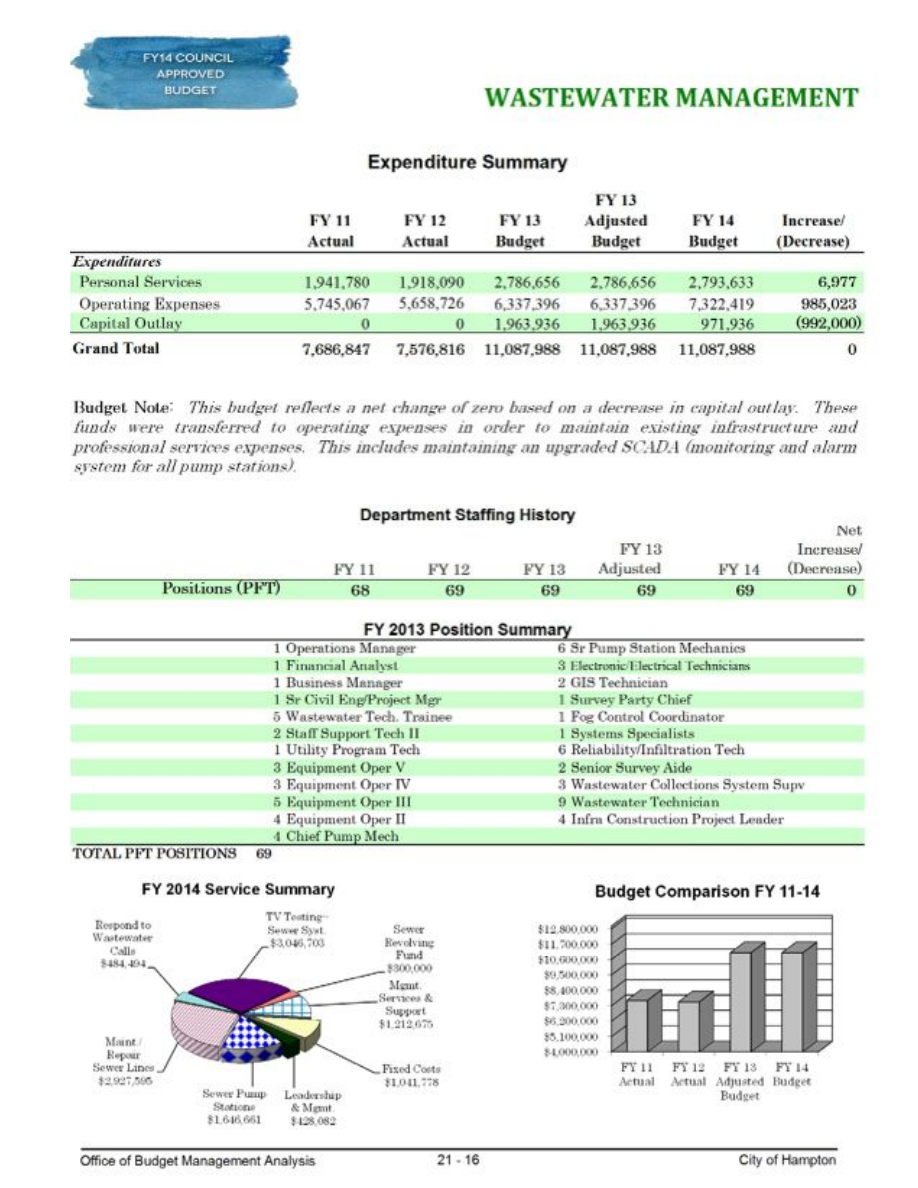 FY14 COUNCIL
APPROVED
BUDGET
WASTEWATER MANAGEMENT
Expenditure Summary
FY 11 Actual FY 12 Actual FY 13 Budget FY 13 Adjusted Budget FY 14 Budget Increase/ (Decrease)
Expenditures
Personal Services 1,941,780 1,918,090 2,786,656 2,786,656 2,793,633 6,977
Operating Expenses 5,745,067 5,658,726 6,337,396 6,337,396 7,322,419 985,023
Capital Outlay 0 0 1,963,936 1,963,936 971,936 (992,000)
Grand Total 7,686,847 7,576,816 11,087,988 11,087,988 11,087,988 0
Budget Note: This budget reflects a net change of zero based on a decrease in capital outlay. These
funds were transferred to operating expenses in order to maintain existing infrastructure and
professional services expenses. This includes maintaining an upgraded SCADA (monitoring and alarm
system for all pump stations).
Department Staffing History
FY 11 FY 12 FY 13 FY 13 Adjusted FY 14 Net Increase/ (Decrease)
Positions (PFT) 68 69 69 69 69 0
FY 2013 Position Summary
1 Operations Manager 6 Sr Pump Station Mechanics
1 Financial Analyst 3 Electronic/Electrical Technicians
1 Business Manager 2 GIS Technician
1 Sr Civil Eng/Project Mgr 1 Survey Party Chief
5 Wastewater Tech. Trainee 1 Fog Control Coordinator
2 Staff Support Tech II 1 Systems Specialists
1 Utility Program Tech 6 Reliability/Infiltration Tech
3 Equipment Oper V 2 Senior Survey Aide
3 Equipment Oper IV 3 Wastewater Collections System Supv
5 Equipment Oper III 9 Wastewater Technician
4 Equipment Oper II 4 Infra Construction Project Leader
4 Chief Pump Mech
TOTAL PFT POSITIONS 69
FY 2014 Service Summary
Respond to
Wastewater
Calls
$484,494
TV Testing--
Sewer Syst.
$3,046,703
Sewer
Revolving
Fund
$300,000
Mgmt.
Services &
Support
$1,212,675
Maint./
Repair
Sewer Lines
$2,927,595
Fixed Costs
$1,041,778
Sewer Pump
Stations
$1,646,661
Leadership
& Mgmt.
$428,082
Budget Comparison FY 11-14
$12,800,000
$11,700,000
$10,600,000
$9,500,000
$8,400,000
$7,300,000
$6,200,000
$5,100,000
$4,000,000
FY 11 Actual
FY 12 Actual
FY 13 Adjusted Budget
FY 14 Budget
Office of Budget Management Analysis 21 - 16 City of Hampton